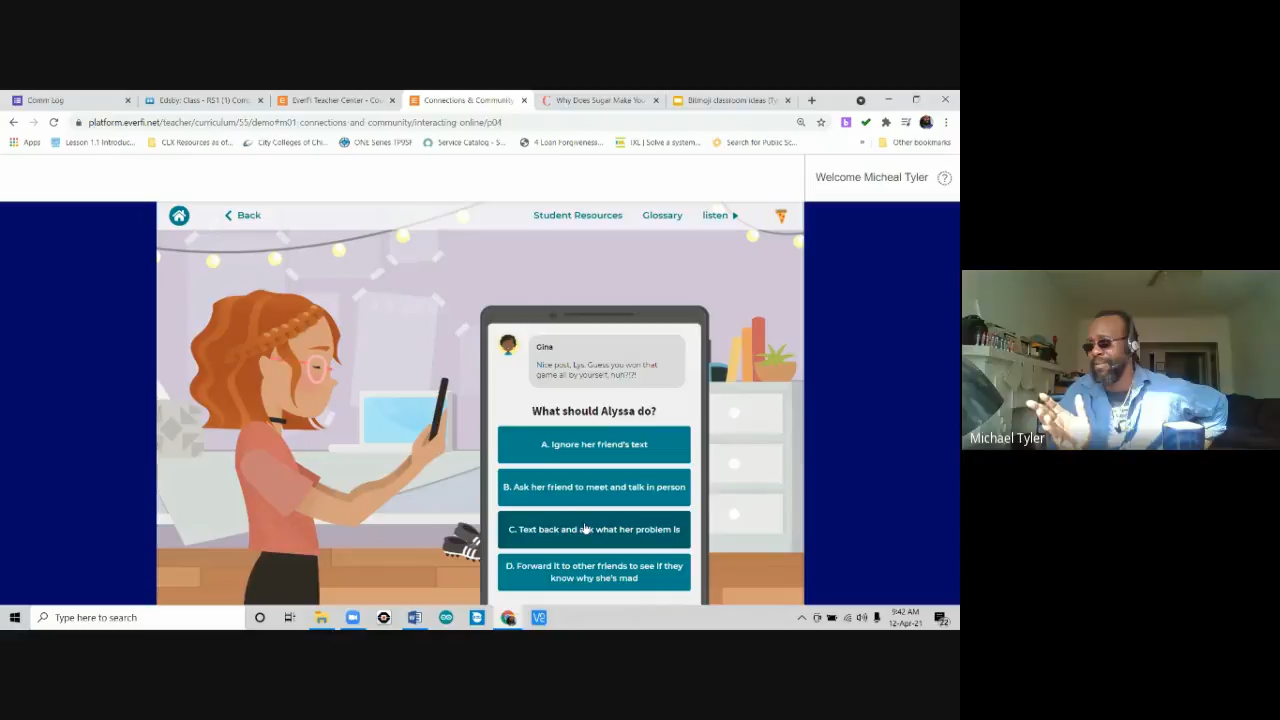 Comm Log
Edsby: Class - RS1 (1) Com
Everfi Teacher Center - Co
Connections & Community
Why Does Sugar Make You
Bitmoji classroom ideas (Ty
platform.everfi.net/teacher/curriculum/55/demo#m01-connections-and-community/interacting-online/p04
Apps
Lesson 1.1 Introduc...
CLX Resources as of...
City Colleges of Chi...
ONE Series TP9SF
Service Catalog - S...
4 Loan Forgiveness...
IXL | Solve a system...
Search for Public Sc...
»
Other bookmarks
Welcome Micheal Tyler
Back
Student Resources
Glossary
listen
Gina
Nice post, Lys. Guess you won that
game all by yourself, huh?!?!
What should Alyssa do?
A. Ignore her friend's text
B. Ask her friend to meet and talk in person
C. Text back and ask what her problem is
D. Forward it to other friends to see if they
know why she's mad
Michael Tyler
Type here to search
9:42 AM
12-Apr-21
22